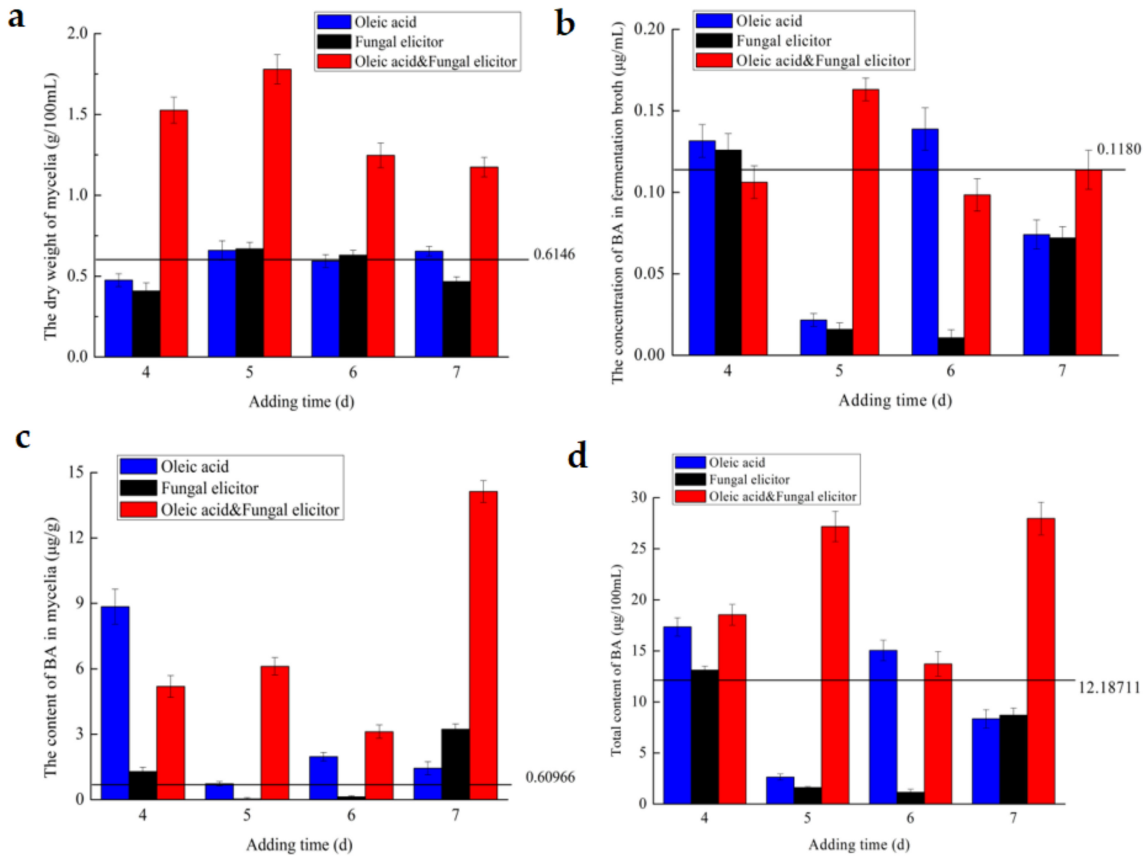 a
The dry weight of mycelia (g/100mL)
2.0
1.5
1.0
0.5
0.0
Oleic acid
Fungal elicitor
Oleic acid&Fungal elicitor
0.6146
4 5 6 7
Adding time (d)
b
The concentration of BA in fermentation broth (μg/mL)
0.20
0.15
0.10
0.05
0.00
Oleic acid
Fungal elicitor
Oleic acid&Fungal elicitor
0.1180
4 5 6 7
Adding time (d)
c
The content of BA in mycelia (μg/g)
15
12
9
6
3
0
Oleic acid
Fungal elicitor
Oleic acid&Fungal elicitor
0.60966
4 5 6 7
Adding time (d)
d
Total content of BA (μg/100mL)
30
25
20
15
10
5
0
Oleic acid
Fungal elicitor
Oleic acid&Fungal elicitor
12.18711
4 5 6 7
Adding time (d)